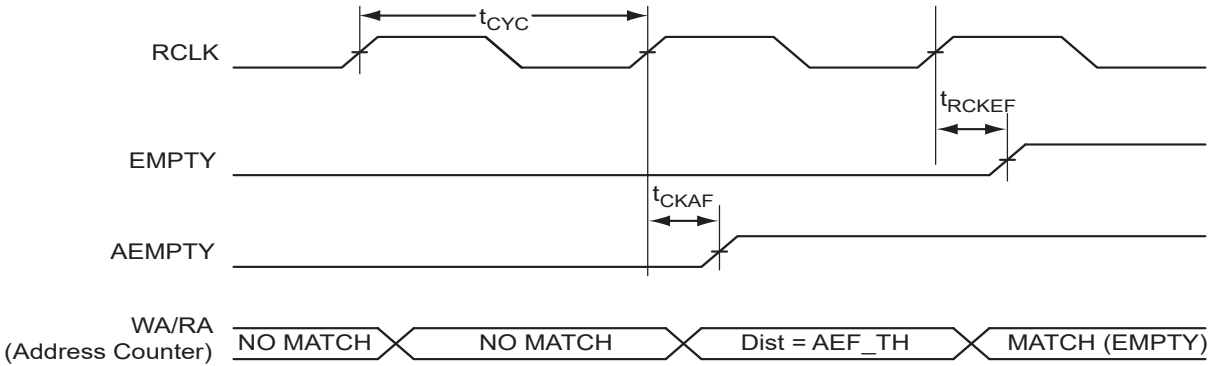 tCYC
RCLK
tRCKEF
EMPTY
tCKAF
AEMPTY
WA/RA
(Address Counter)
NO MATCH
NO MATCH
Dist = AEF_TH
MATCH (EMPTY)